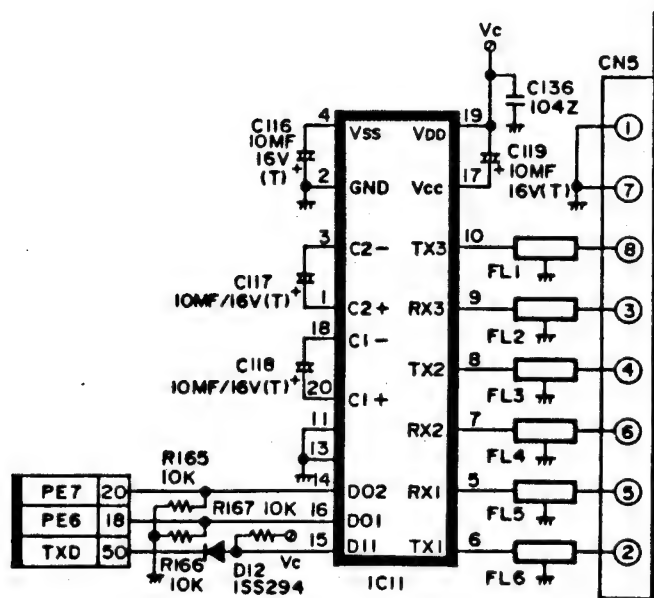 Vc
CN5
C136
104Z
C116
10MF
16V
(T)
+
4
VSS
VDD
19
C119
10MF
16V(T)
+
1
2
GND
Vcc
17
7
3
C2-
TX3
10
FL1
8
C117
10MF/16V(T)
+
1
C2+
RX3
9
FL2
3
18
C1-
C118
10MF/16V(T)
+
20
C1+
TX2
8
FL3
4
11
RX2
7
FL4
6
13
R165
10K
PE7
20
14
DO2
RX1
5
FL5
5
PE6
18
R167 10K
16
DO1
TXD
50
15
DI1
TX1
6
FL6
2
R166
10K
D12
1SS294
Vc
IC11